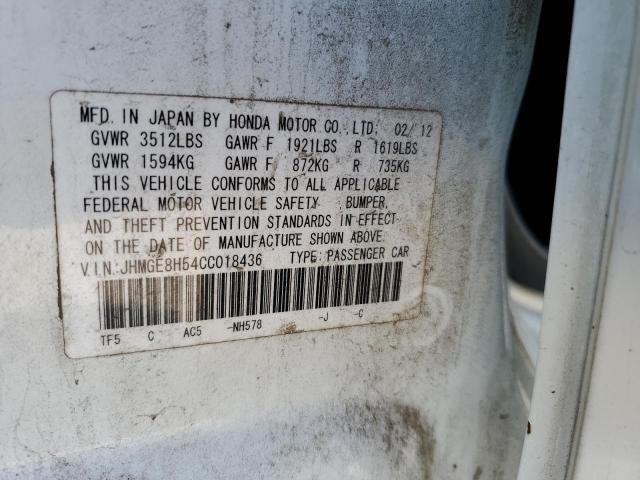 MFD. IN JAPAN BY HONDA MOTOR CO., LTD. 02/12
GVWR 3512LBS GAWR F 1921LBS R 1619LBS
GVWR 1594KG GAWR F 872KG R 735KG
THIS VEHICLE CONFORMS TO ALL APPLICABLE
FEDERAL MOTOR VEHICLE SAFETY, BUMPER,
AND THEFT PREVENTION STANDARDS IN EFFECT
ON THE DATE OF MANUFACTURE SHOWN ABOVE.
V.I.N: JHMGE8H54CC018436 TYPE: PASSENGER CAR
TF5 C AC5 -NH578 -J -C